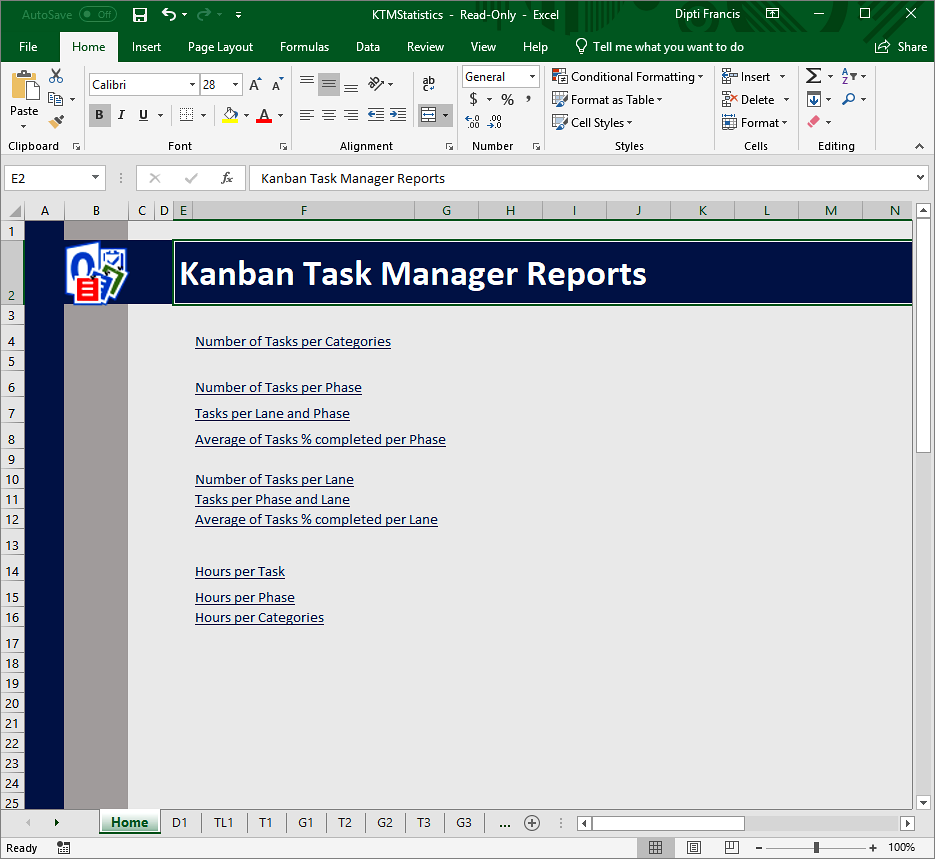 AutoSave Off KTMStatistics - Read-Only - Excel Dipti Francis
File Home Insert Page Layout Formulas Data Review View Help Tell me what you want to do Share
Paste Calibri 28 A A General Conditional Formatting Insert
B I U A ab c $ % , Format as Table Delete
.00 .0 Cell Styles Format
Clipboard Font Alignment Number Styles Cells Editing
E2 fx Kanban Task Manager Reports
A B C D E F G H I J K L M N
1
2 Kanban Task Manager Reports
3
4 Number of Tasks per Categories
5
6 Number of Tasks per Phase
7 Tasks per Lane and Phase
8 Average of Tasks % completed per Phase
9
10 Number of Tasks per Lane
11 Tasks per Phase and Lane
12 Average of Tasks % completed per Lane
13
14 Hours per Task
15 Hours per Phase
16 Hours per Categories
17
18
19
20
21
22
23
24
25
Home D1 TL1 T1 G1 T2 G2 T3 G3 ...
Ready 100%